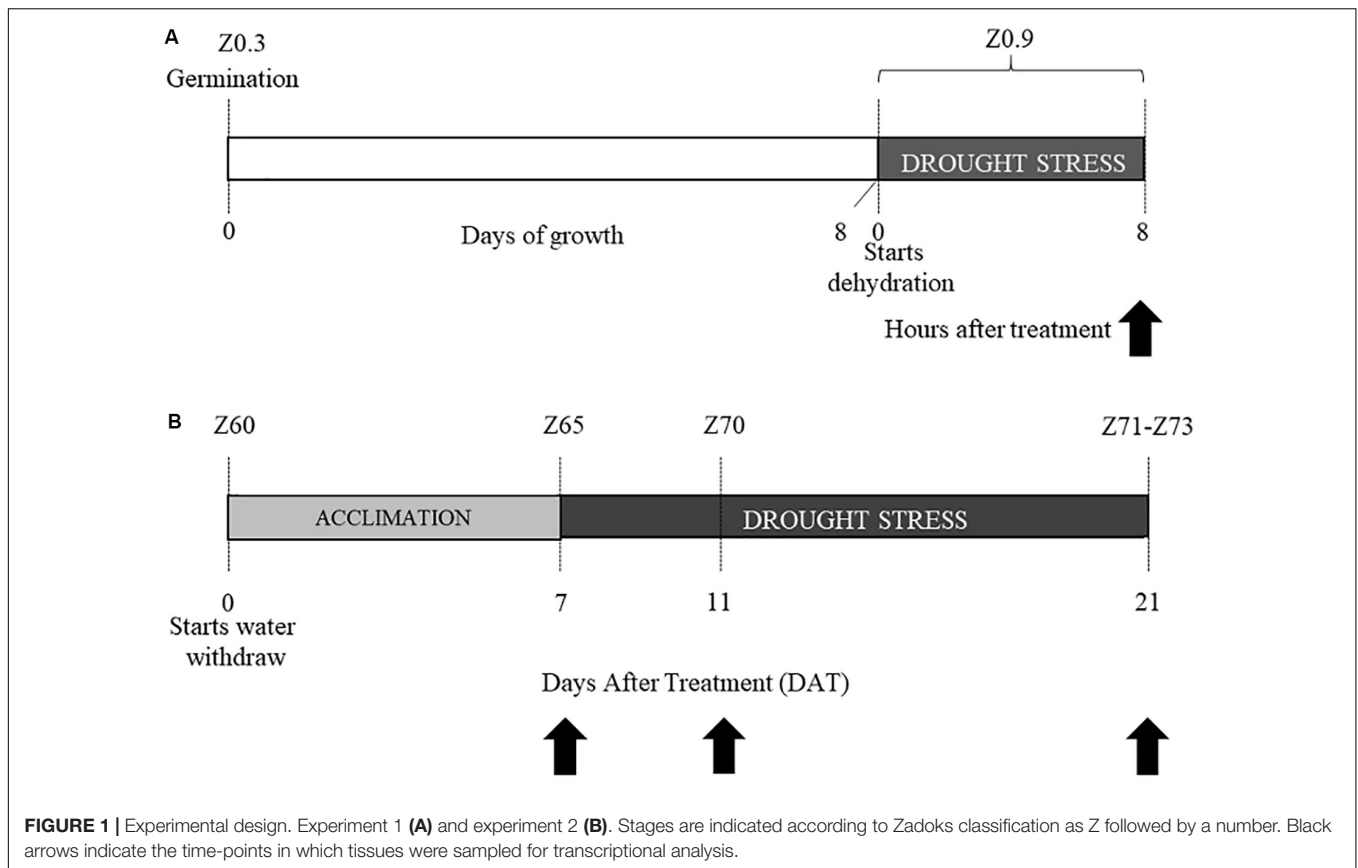 A
Z0.3
Germination
Z0.9
DROUGHT STRESS
0
Days of growth
8
0
8
Starts
dehydration
Hours after treatment
B
Z60
Z65
Z70
Z71-Z73
ACCLIMATION
DROUGHT STRESS
0
7
11
21
Starts water
withdraw
Days After Treatment (DAT)
FIGURE 1 | Experimental design. Experiment 1 (A) and experiment 2 (B). Stages are indicated according to Zadoks classification as Z followed by a number. Black
arrows indicate the time-points in which tissues were sampled for transcriptional analysis.